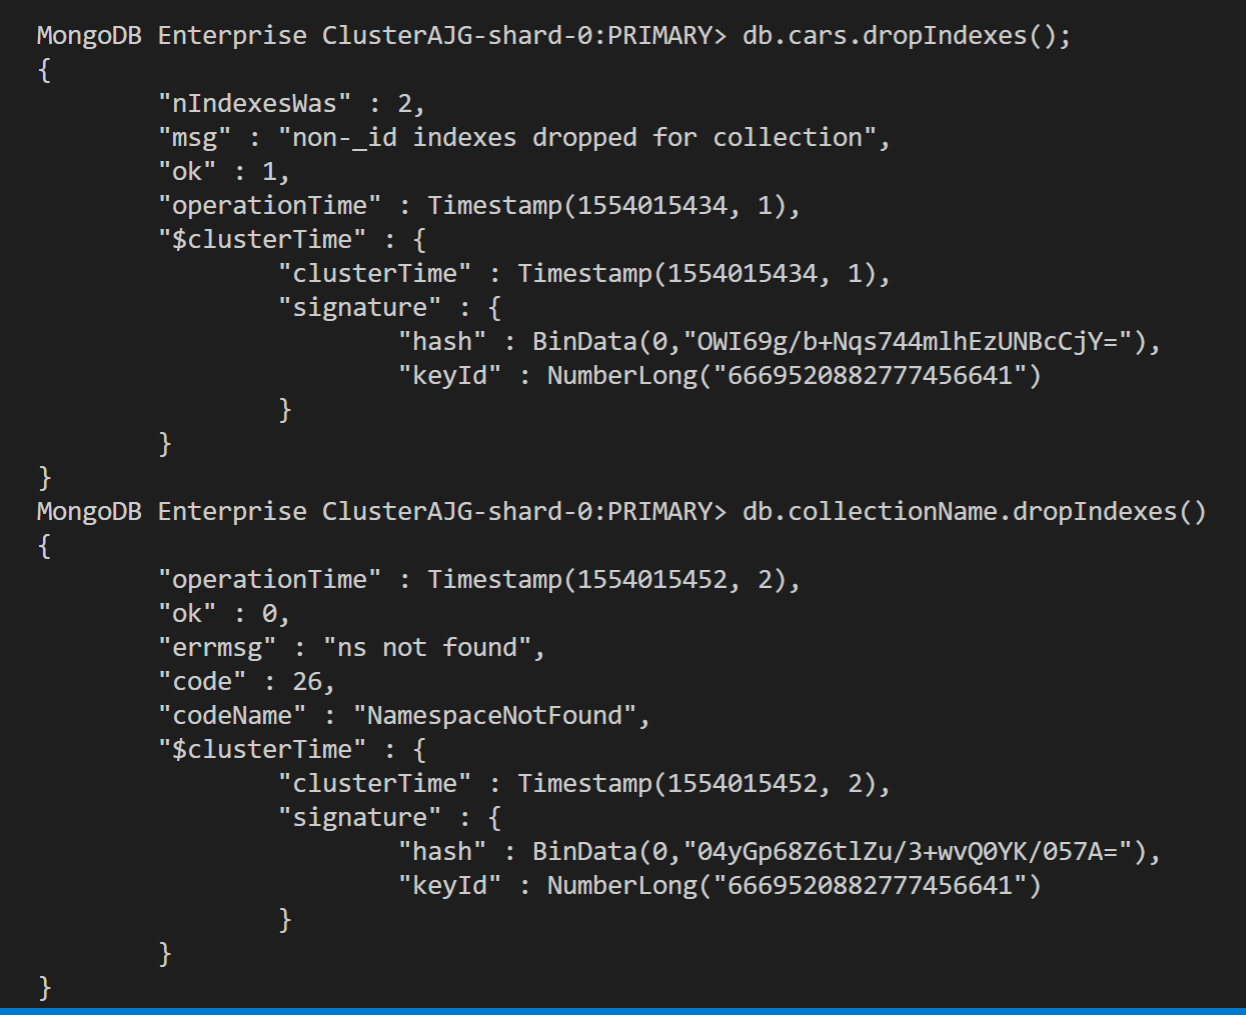 MongoDB Enterprise ClusterAJG-shard-0:PRIMARY> db.cars.dropIndexes();
{
        "nIndexesWas" : 2,
        "msg" : "non-_id indexes dropped for collection",
        "ok" : 1,
        "operationTime" : Timestamp(1554015434, 1),
        "$clusterTime" : {
                "clusterTime" : Timestamp(1554015434, 1),
                "signature" : {
                        "hash" : BinData(0,"OWI69g/b+Nqs744mlhEzUNBcCjY="),
                        "keyId" : NumberLong("6669520882777456641")
                }
        }
}
MongoDB Enterprise ClusterAJG-shard-0:PRIMARY> db.collectionName.dropIndexes()
{
        "operationTime" : Timestamp(1554015452, 2),
        "ok" : 0,
        "errmsg" : "ns not found",
        "code" : 26,
        "codeName" : "NamespaceNotFound",
        "$clusterTime" : {
                "clusterTime" : Timestamp(1554015452, 2),
                "signature" : {
                        "hash" : BinData(0,"04yGp68Z6tlZu/3+wvQ0YK/057A="),
                        "keyId" : NumberLong("6669520882777456641")
                }
        }
}